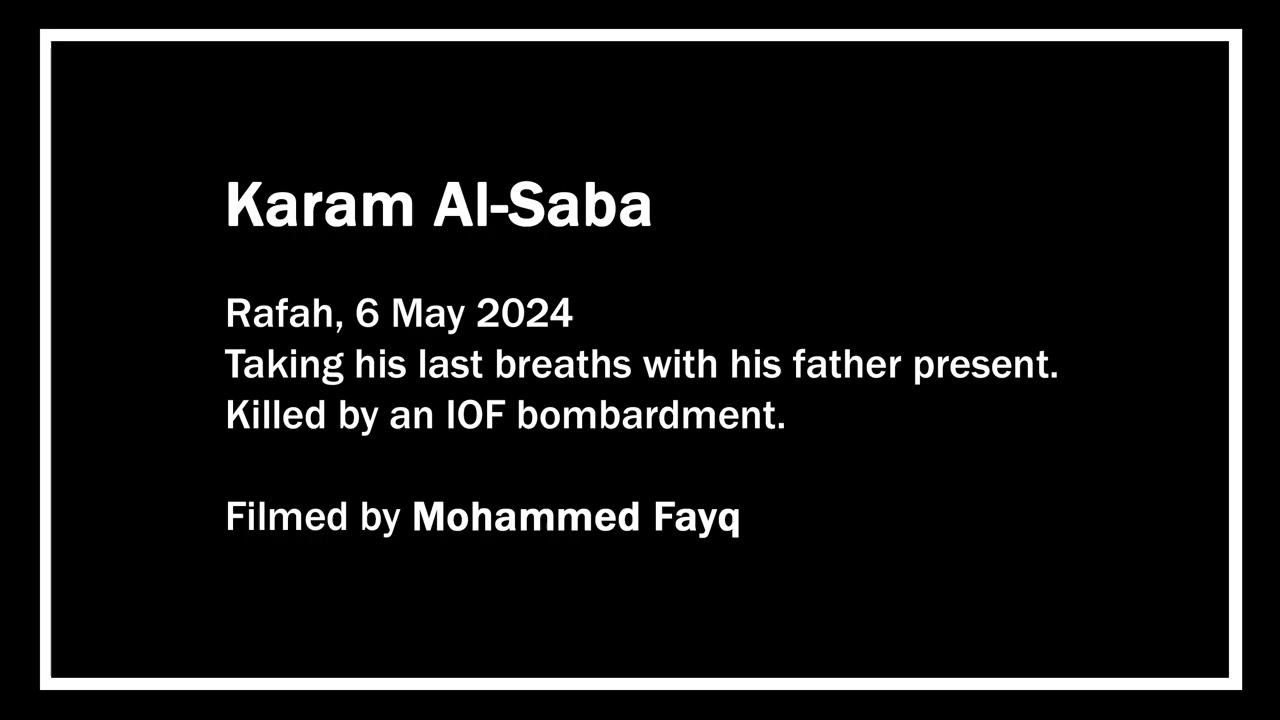 Karam Al-Saba
Rafah, 6 May 2024
Taking his last breaths with his father present.
Killed by an IOF bombardment.
Filmed by Mohammed Fayq